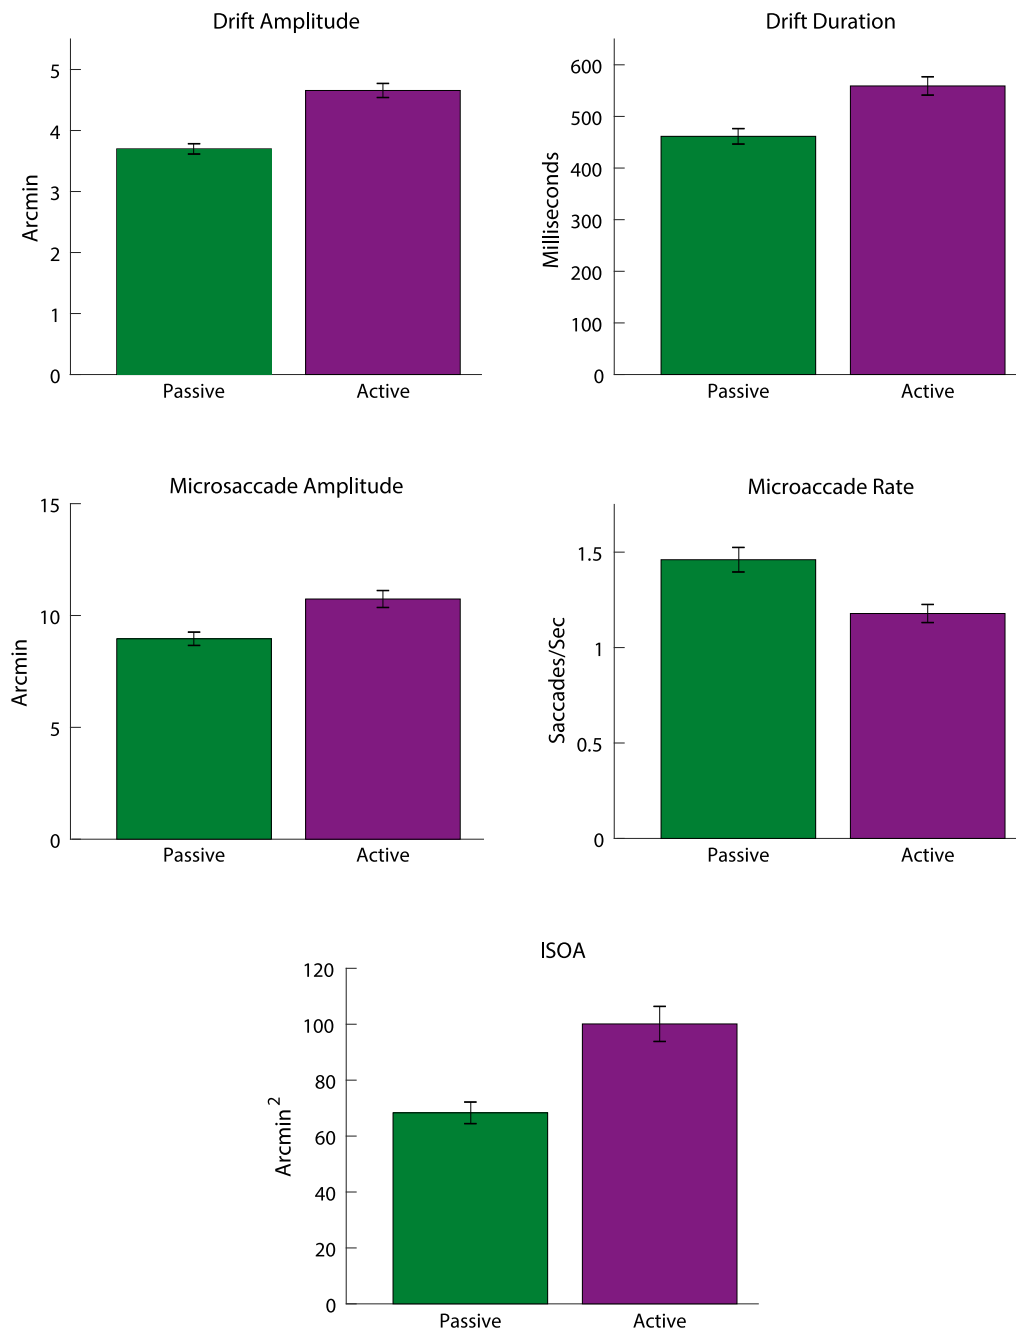 Drift Amplitude
5
4
3
2
1
0
Arcmin
Passive
Active
Drift Duration
600
500
400
300
200
100
0
Milliseconds
Passive
Active
Microsaccade Amplitude
15
10
5
0
Arcmin
Passive
Active
Microaccade Rate
1.5
1
0.5
0
Saccades/Sec
Passive
Active
ISOA
120
100
80
60
40
20
0
Arcmin²
Passive
Active